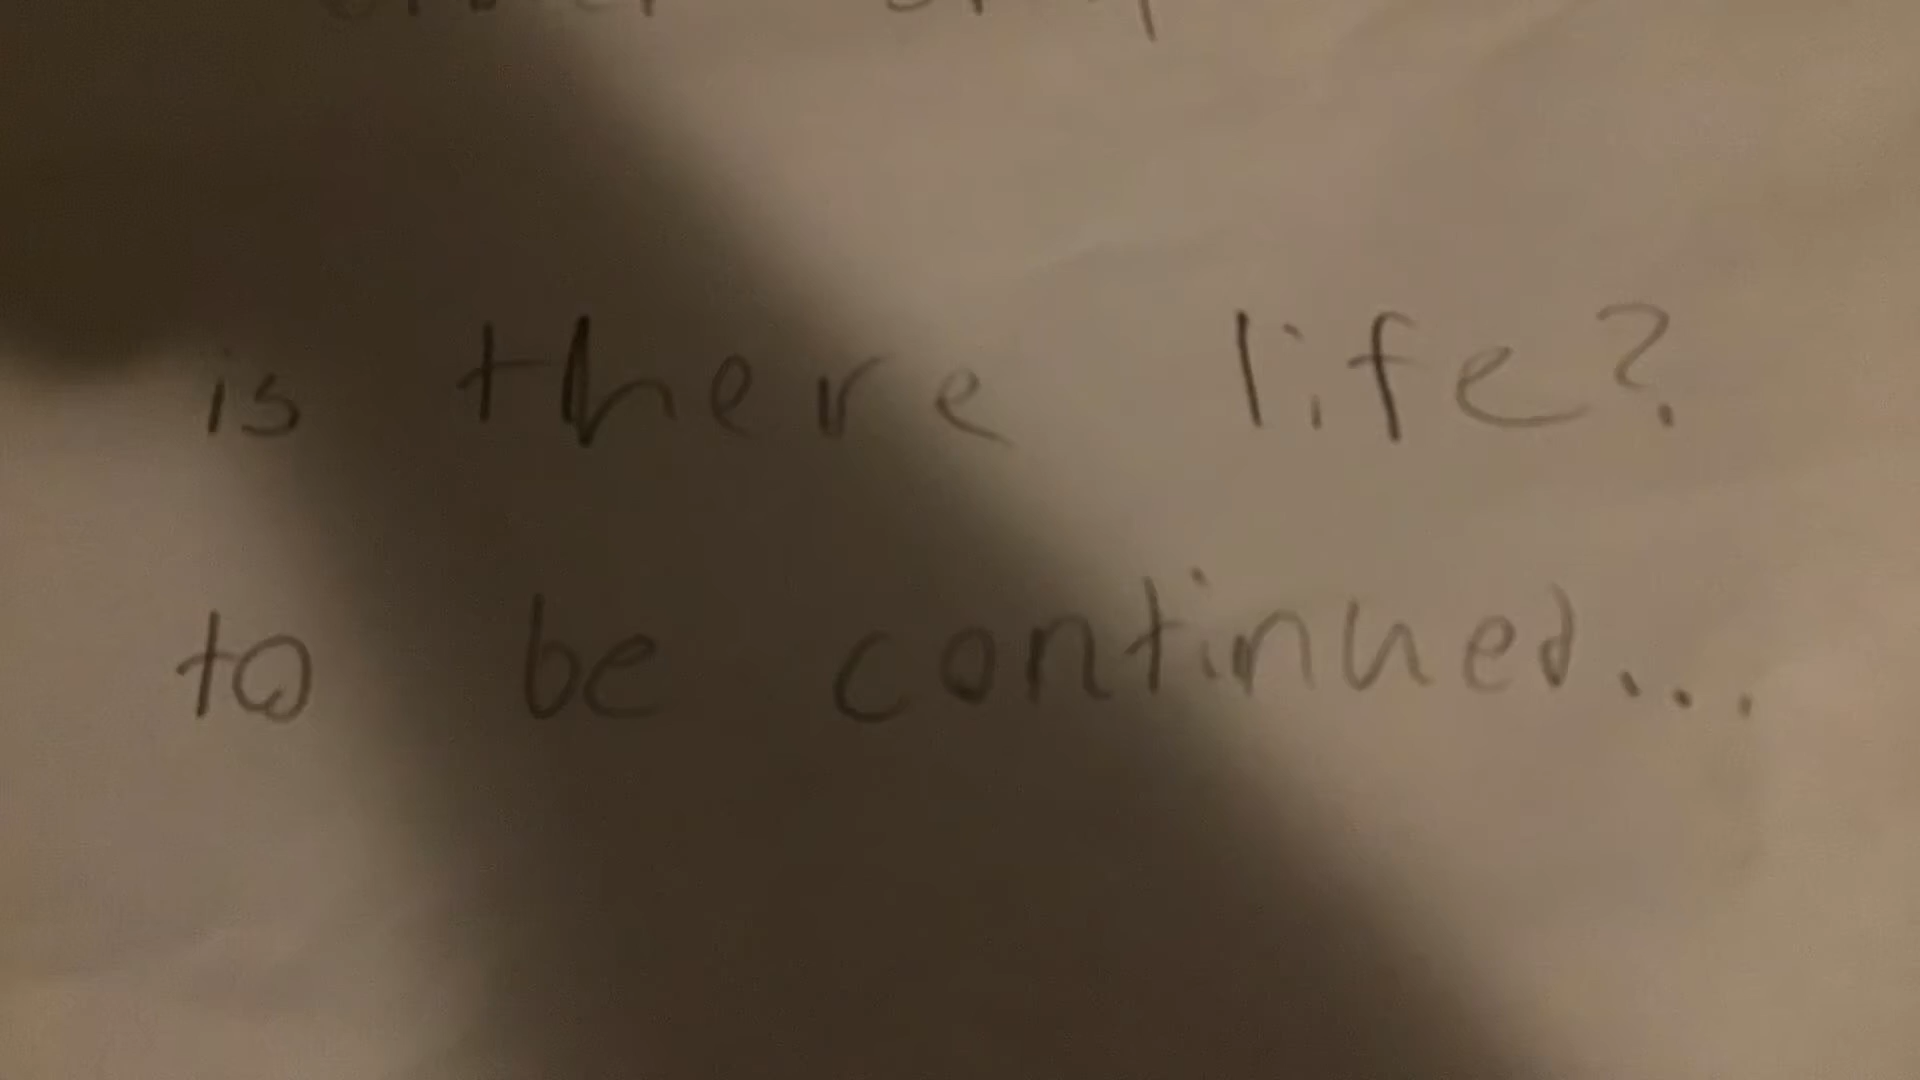 is there life?
to be continued...